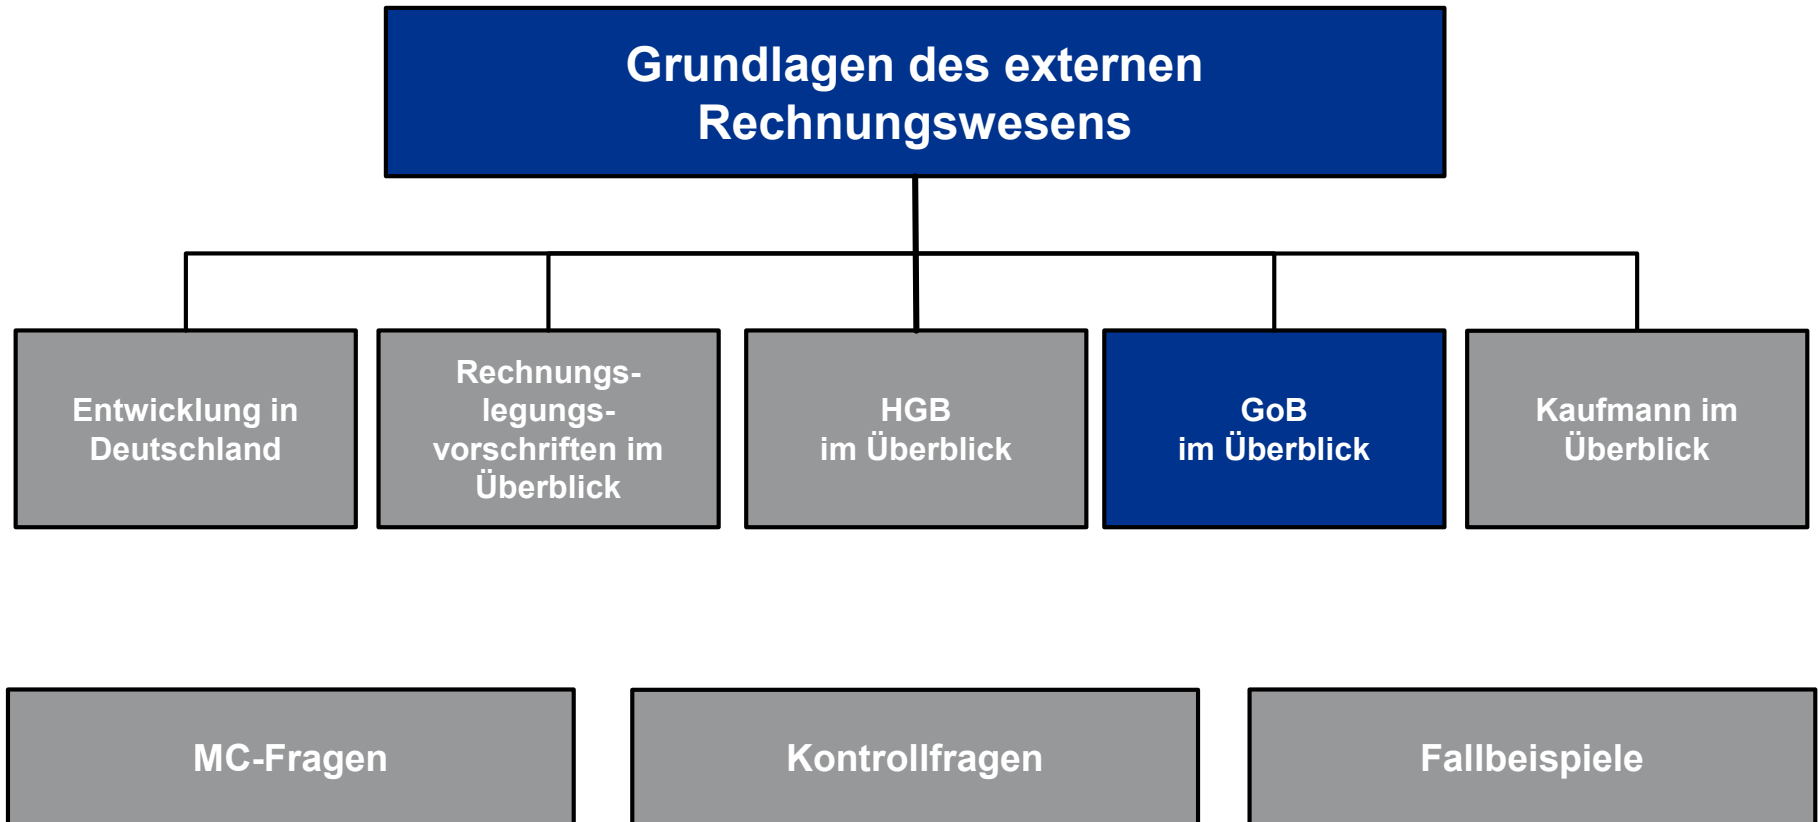 Grundlagen des externen
Rechnungswesens
Entwicklung in
Deutschland
Rechnungs-
legungs-
vorschriften im
Überblick
HGB
im Überblick
GoB
im Überblick
Kaufmann im
Überblick
MC-Fragen
Kontrollfragen
Fallbeispiele